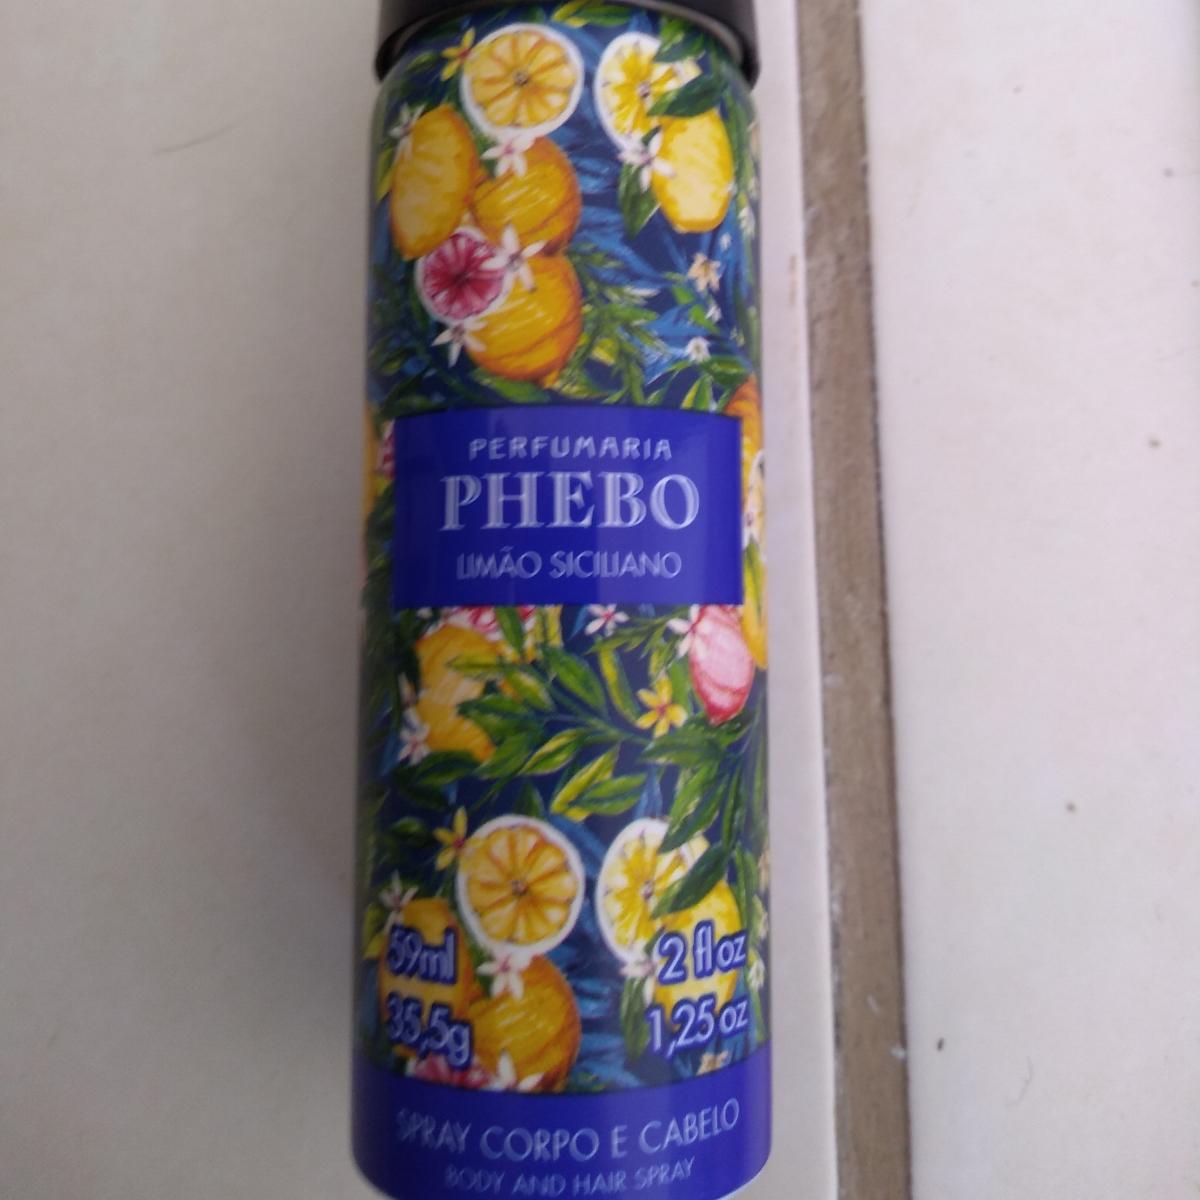 PERFUMARIA
PHEBO
LIMÃO SICILIANO
59ml 2 fl oz
35,5g 1,25 oz
SPRAY CORPO E CABELO
BODY AND HAIR SPRAY